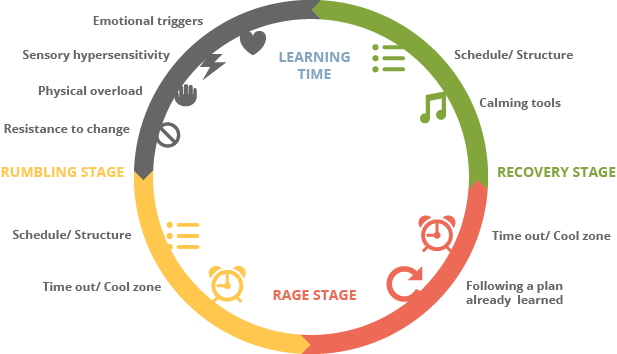 Emotional triggers
Sensory hypersensitivity
Physical overload
Resistance to change
RUMBLING STAGE
Schedule/ Structure
Time out/ Cool zone
LEARNING
TIME
RAGE STAGE
Schedule/ Structure
Calming tools
RECOVERY STAGE
Time out/ Cool zone
Following a plan
already learned